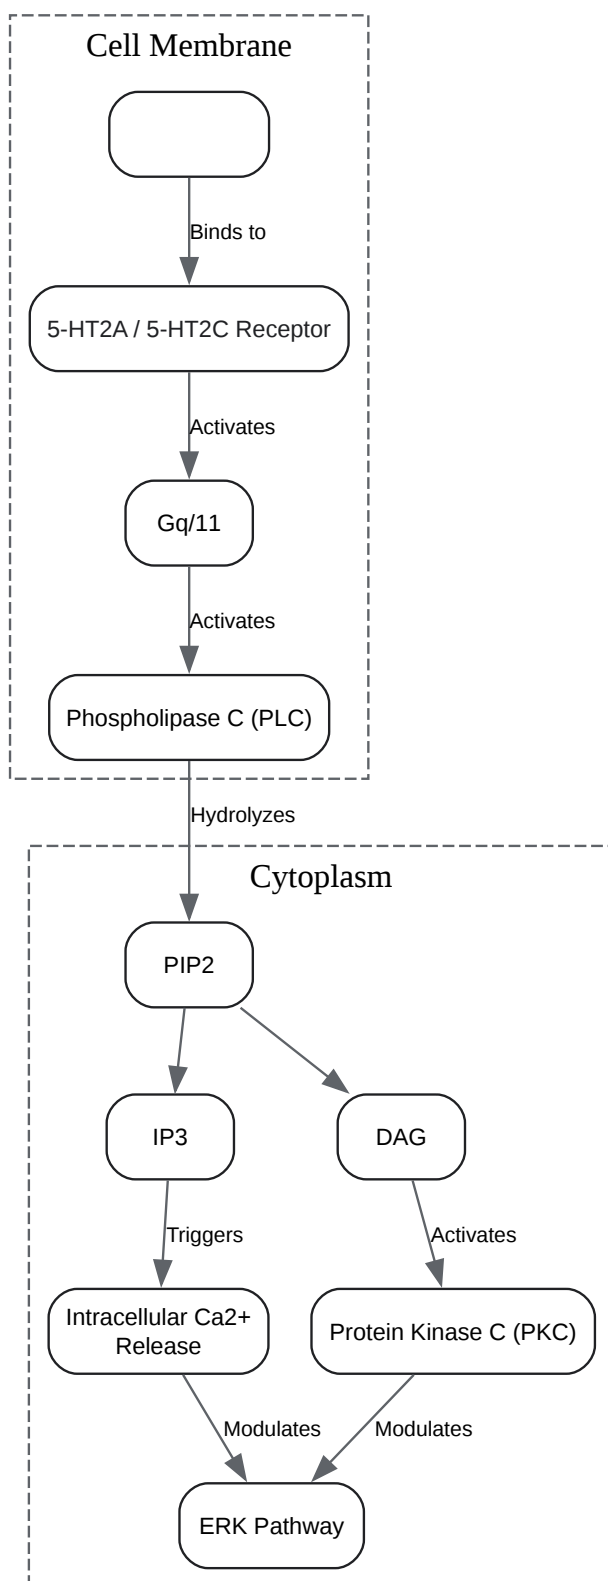 Cell Membrane
Binds to
5-HT2A / 5-HT2C Receptor
Activates
Gq/11
Activates
Phospholipase C (PLC)
Hydrolyzes
Cytoplasm
PIP2
IP3
DAG
Triggers
Activates
Intracellular Ca2+
Release
Protein Kinase C (PKC)
Modulates
Modulates
ERK Pathway